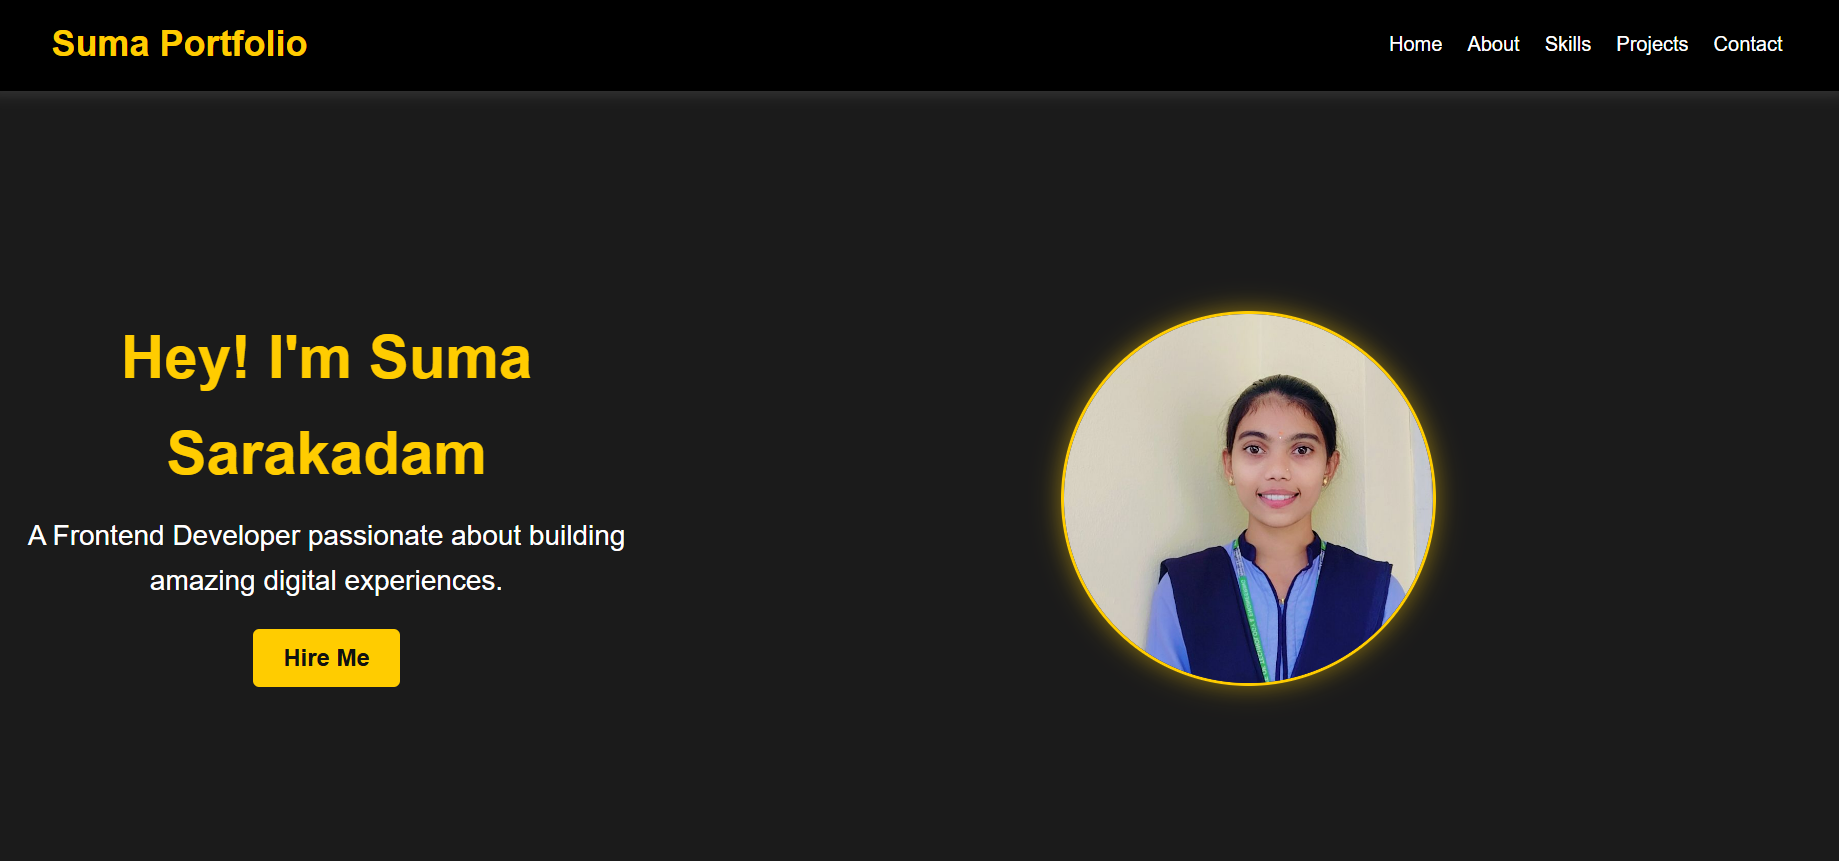 Suma Portfolio
Home About Skills Projects Contact
Hey! I'm Suma
Sarakadam
A Frontend Developer passionate about building
amazing digital experiences.
Hire Me